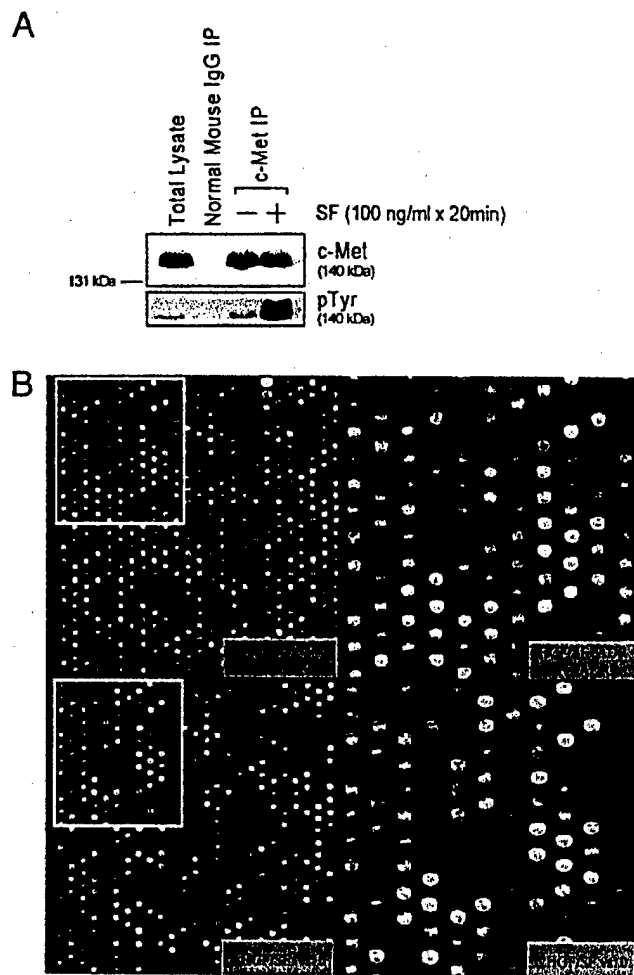 A
Total Lysate
Normal Mouse IgG IP
c-Met IP
− +
SF (100 ng/ml x 20min)
c-Met
(140 kDa)
131 kDa
pTyr
(140 kDa)
B